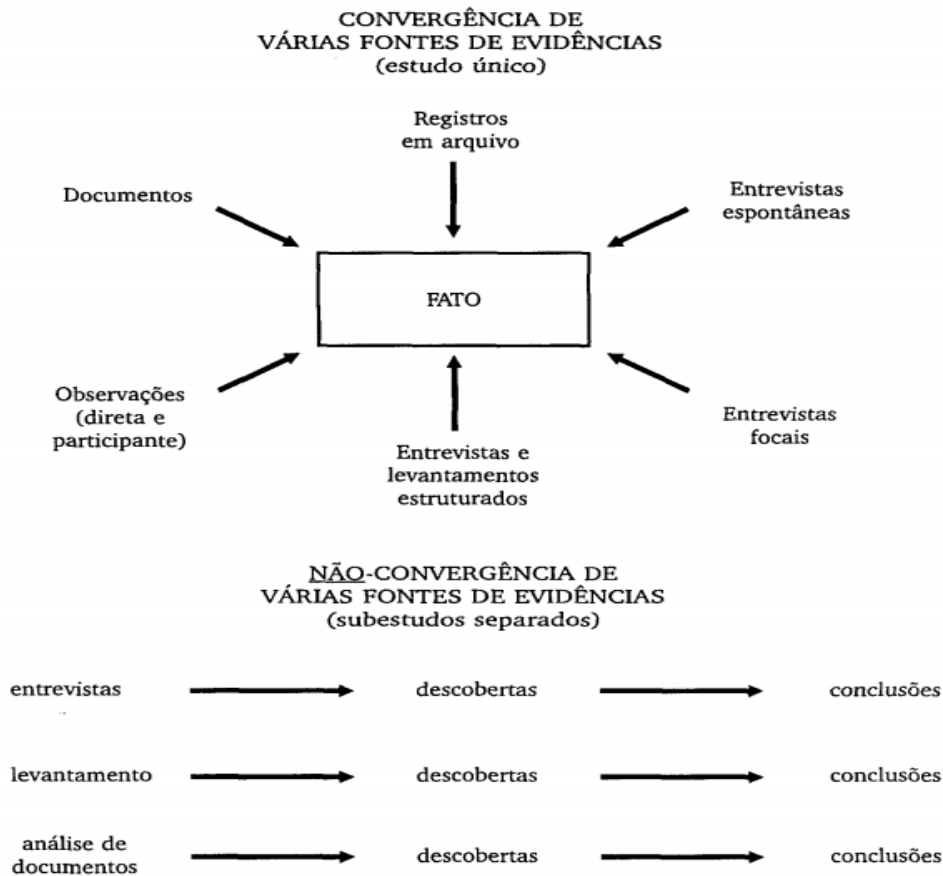 CONVERGÊNCIA DE
VÁRIAS FONTES DE EVIDÊNCIAS
(estudo único)
Registros
em arquivo
Documentos
Entrevistas
espontâneas
FATO
Observações
(direta e
participante)
Entrevistas e
levantamentos
estruturados
Entrevistas
focais
NÃO-CONVERGÊNCIA DE
VÁRIAS FONTES DE EVIDÊNCIAS
(subestudos separados)
entrevistas descobertas conclusões
levantamento descobertas conclusões
análise de
documentos descobertas conclusões